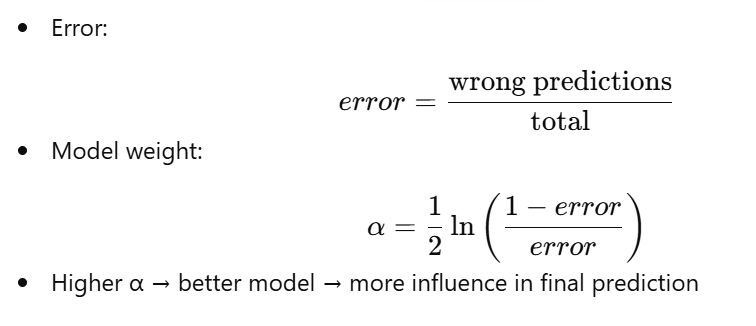 • Error:
error = wrong predictions / total
• Model weight:
α = 1/2 ln (1 − error / error)
• Higher α → better model → more influence in final prediction